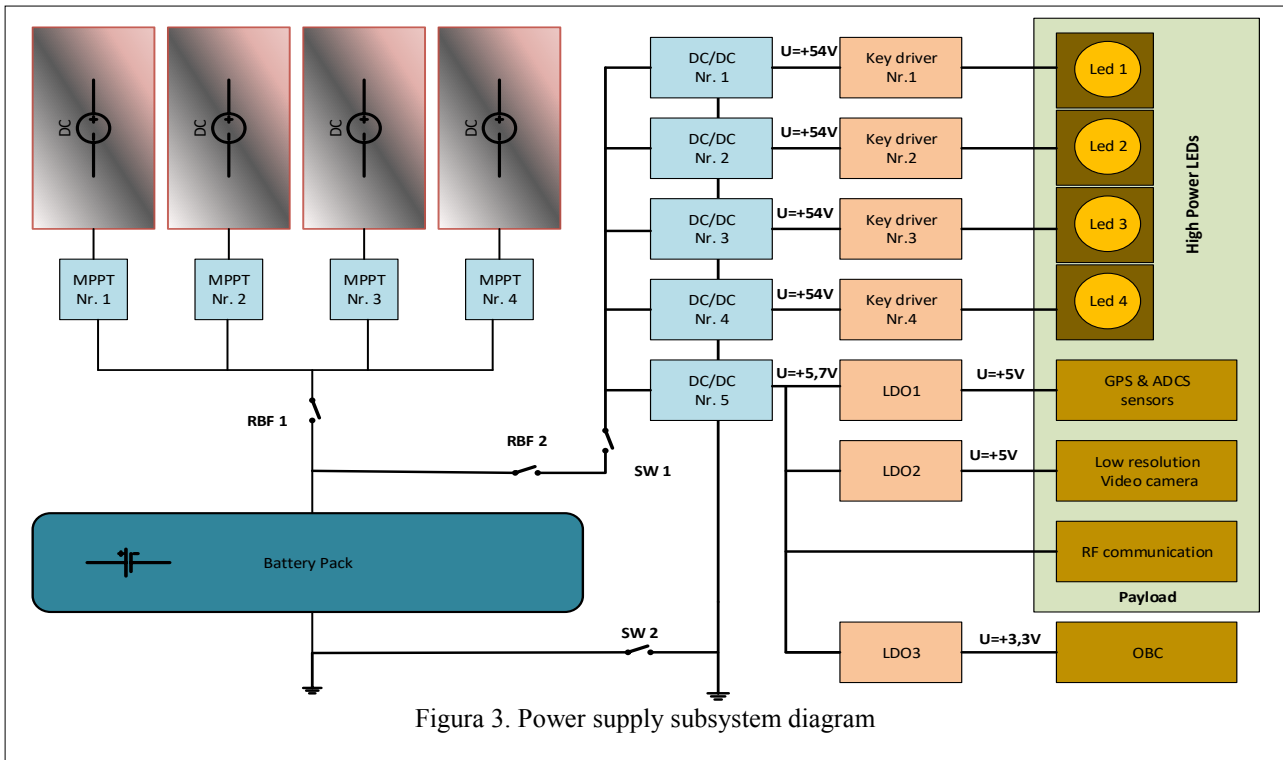 DC
DC
DC
DC
MPPT
Nr. 1
MPPT
Nr. 2
MPPT
Nr. 3
MPPT
Nr. 4
RBF 1
RBF 2
SW 1
Battery Pack
SW 2
DC/DC
Nr. 1
U=+54V
Key driver
Nr.1
Led 1
DC/DC
Nr. 2
U=+54V
Key driver
Nr.2
Led 2
DC/DC
Nr. 3
U=+54V
Key driver
Nr.3
Led 3
DC/DC
Nr. 4
U=+54V
Key driver
Nr.4
Led 4
High Power LEDs
DC/DC
Nr. 5
U=+5,7V
LDO1
U=+5V
GPS & ADCS
sensors
LDO2
U=+5V
Low resolution
Video camera
RF communication
Payload
LDO3
U=+3,3V
OBC
Figura 3. Power supply subsystem diagram